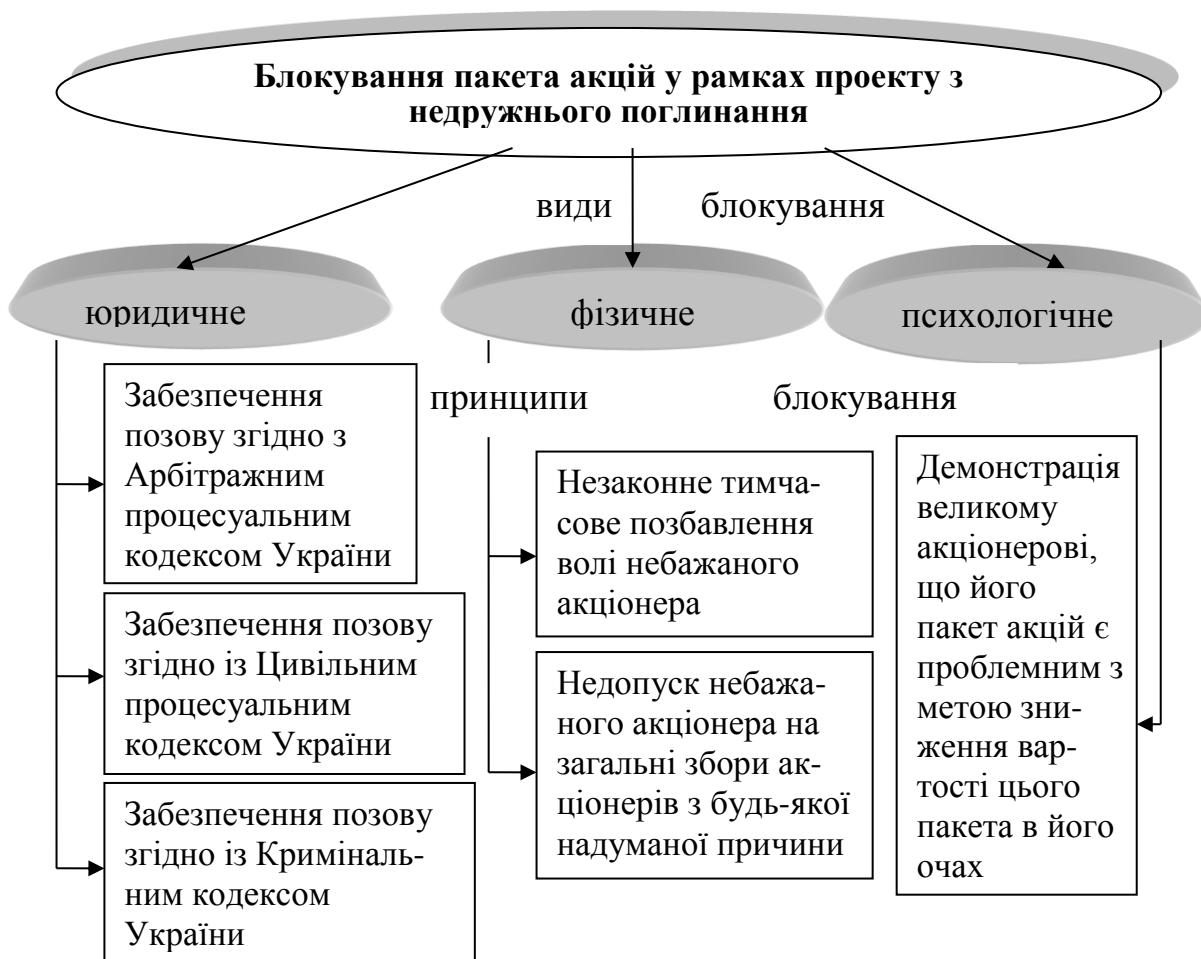 Блокування пакета акцій у рамках проекту з
недружнього поглинання
види блокування
юридичне
фізичне
психологічне
принципи блокування
Забезпечення
позову згідно з
Арбітражним
процесуальним
кодексом України
Забезпечення позову
згідно із Цивільним
процесуальним
кодексом України
Забезпечення позову
згідно із Криміналь-
ним кодексом
України
Незаконне тимча-
сове позбавлення
волі небажаного
акціонера
Недопуск небажа-
ного акціонера на
загальні збори ак-
ціонерів з будь-якої
надуманої причини
Демонстрація
великому
акціонерові,
що його
пакет акцій є
проблемним з
метою зни-
ження вар-
тості цього
пакета в його
очах